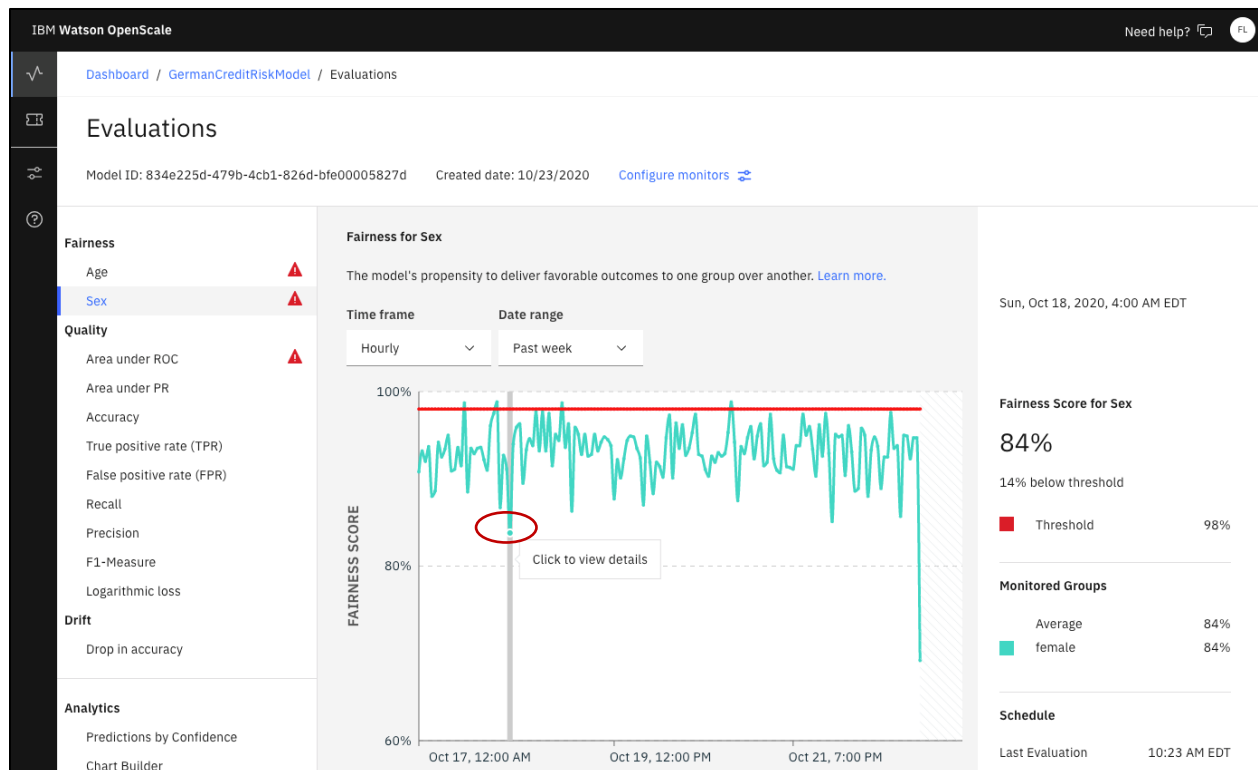 IBM Watson OpenScale
Need help?
FL
Dashboard / GermanCreditRiskModel / Evaluations
Evaluations
Model ID: 834e225d-479b-4cb1-826d-bfe00005827d Created date: 10/23/2020 Configure monitors
Fairness
Age
Sex
Quality
Area under ROC
Area under PR
Accuracy
True positive rate (TPR)
False positive rate (FPR)
Recall
Precision
F1-Measure
Logarithmic loss
Drift
Drop in accuracy
Analytics
Predictions by Confidence
Chart Builder
Fairness for Sex
The model's propensity to deliver favorable outcomes to one group over another. Learn more.
Time frame Date range
Hourly Past week
100%
80%
60%
FAIRNESS SCORE
Click to view details
Oct 17, 12:00 AM Oct 19, 12:00 PM Oct 21, 7:00 PM
Sun, Oct 18, 2020, 4:00 AM EDT
Fairness Score for Sex
84%
14% below threshold
Threshold 98%
Monitored Groups
Average 84%
female 84%
Schedule
Last Evaluation 10:23 AM EDT